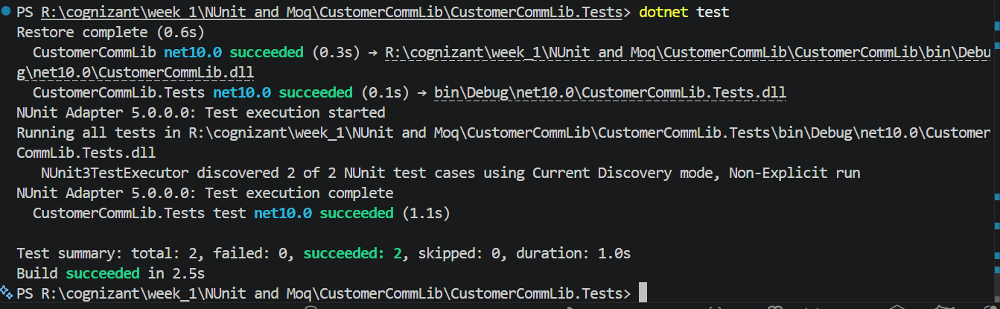 PS R:\cognizant\week_1\NUnit and Moq\CustomerCommLib\CustomerCommLib.Tests> dotnet test
Restore complete (0.6s)
  CustomerCommLib net10.0 succeeded (0.3s) → R:\cognizant\week_1\NUnit and Moq\CustomerCommLib\CustomerCommLib\bin\Debu
g\net10.0\CustomerCommLib.dll
  CustomerCommLib.Tests net10.0 succeeded (0.1s) → bin\Debug\net10.0\CustomerCommLib.Tests.dll
NUnit Adapter 5.0.0.0: Test execution started
Running all tests in R:\cognizant\week_1\NUnit and Moq\CustomerCommLib\CustomerCommLib.Tests\bin\Debug\net10.0\Customer
CommLib.Tests.dll
   NUnit3TestExecutor discovered 2 of 2 NUnit test cases using Current Discovery mode, Non-Explicit run
NUnit Adapter 5.0.0.0: Test execution complete
  CustomerCommLib.Tests test net10.0 succeeded (1.1s)

Test summary: total: 2, failed: 0, succeeded: 2, skipped: 0, duration: 1.0s
Build succeeded in 2.5s
PS R:\cognizant\week_1\NUnit and Moq\CustomerCommLib\CustomerCommLib.Tests>